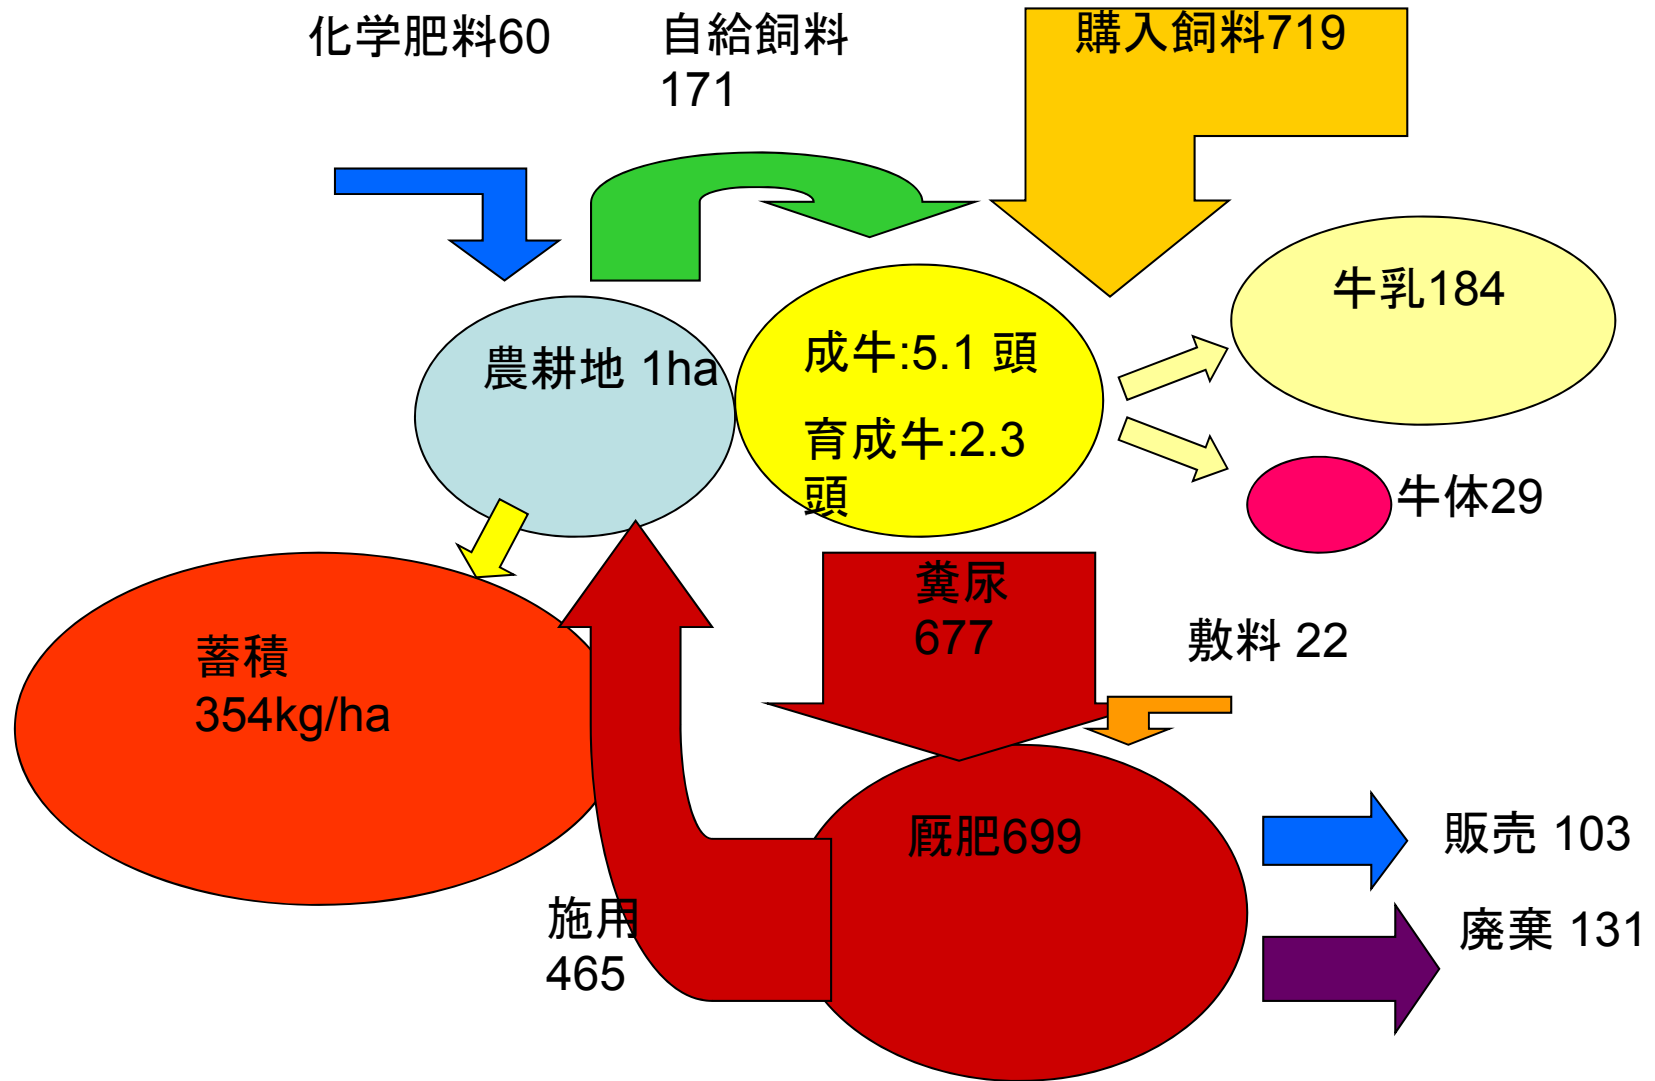 化学肥料60
自給飼料
171
購入飼料719
農耕地 1ha
成牛:5.1 頭
育成牛:2.3
頭
牛乳184
牛体29
蓄積
354kg/ha
糞尿
677
敷料 22
厩肥699
施用
465
販売 103
廃棄 131